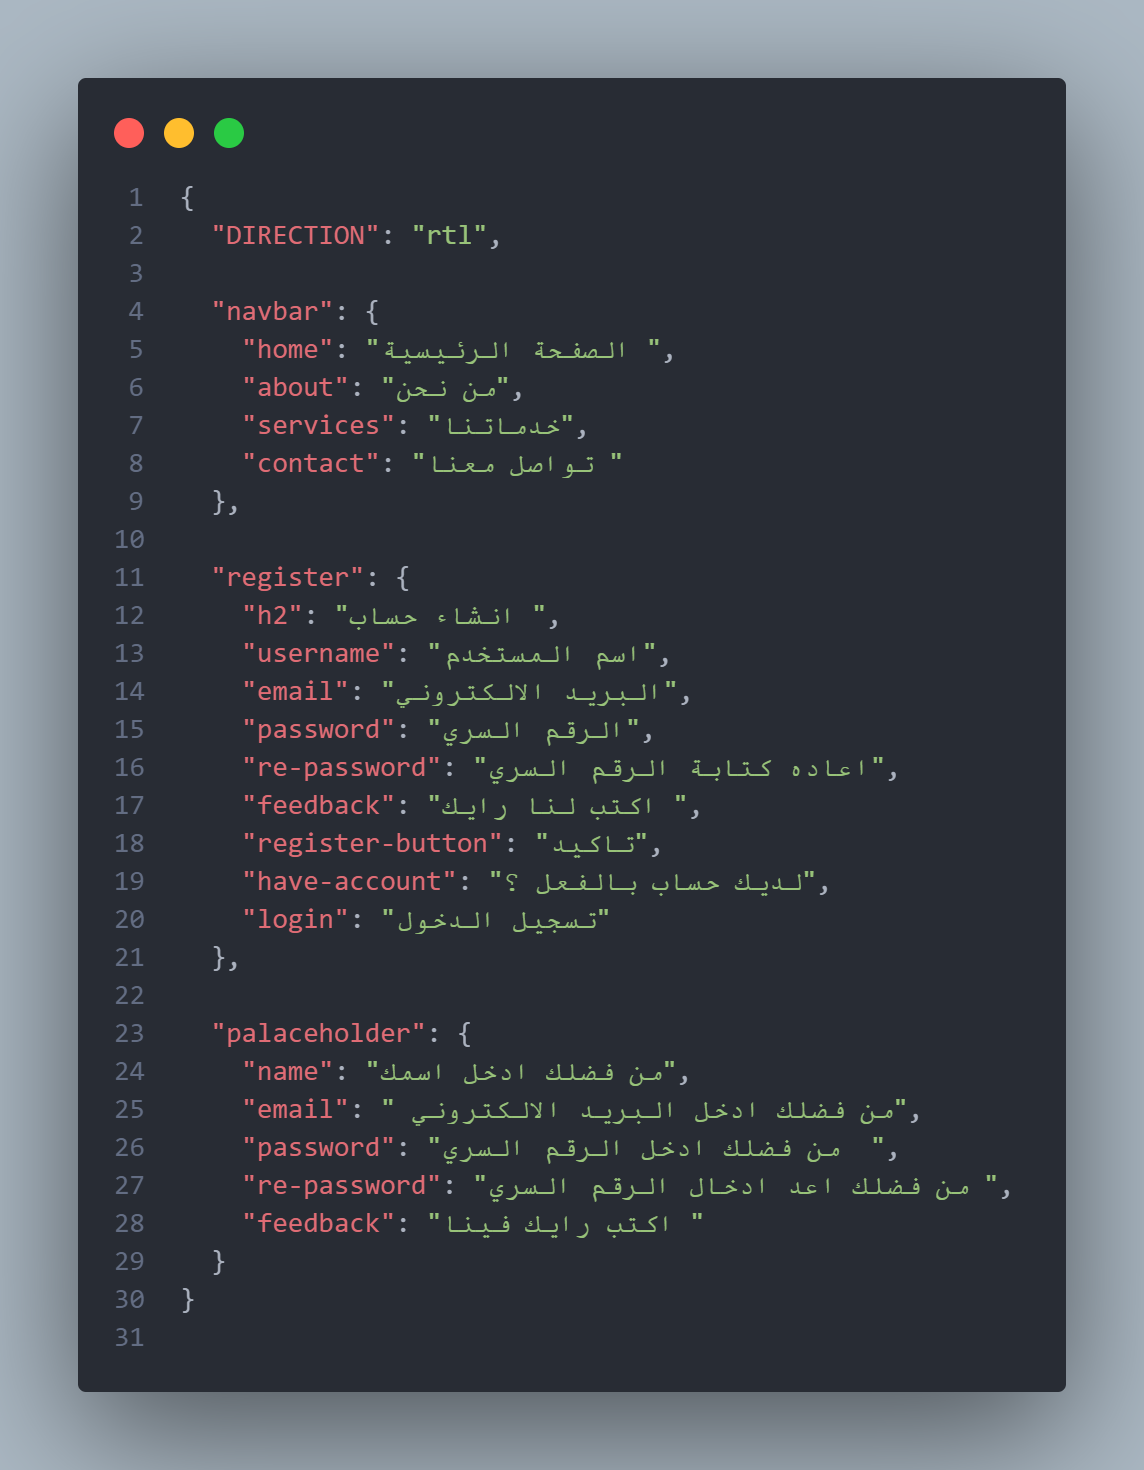 1 {
2   "DIRECTION": "rtl",
3
4   "navbar": {
5     "home": " الصفحة الرئيسية",
6     "about": "من نحن",
7     "services": "خدماتنا",
8     "contact": " تواصل معنا"
9   },
10
11   "register": {
12     "h2": " انشاء حساب",
13     "username": "اسم المستخدم",
14     "email": "البريد الالكتروني",
15     "password": "الرقم السري",
16     "re-password": "اعاده كتابة الرقم السري",
17     "feedback": " اكتب لنا رايك",
18     "register-button": "تاكيد",
19     "have-account": "لديك حساب بالفعل ؟",
20     "login": "تسجيل الدخول"
21   },
22
23   "palaceholder": {
24     "name": "من فضلك ادخل اسمك",
25     "email": "من فضلك ادخل البريد الالكتروني ",
26     "password": "  من فضلك ادخل الرقم السري",
27     "re-password": " من فضلك اعد ادخال الرقم السري",
28     "feedback": " اكتب رايك فينا"
29   }
30 }
31